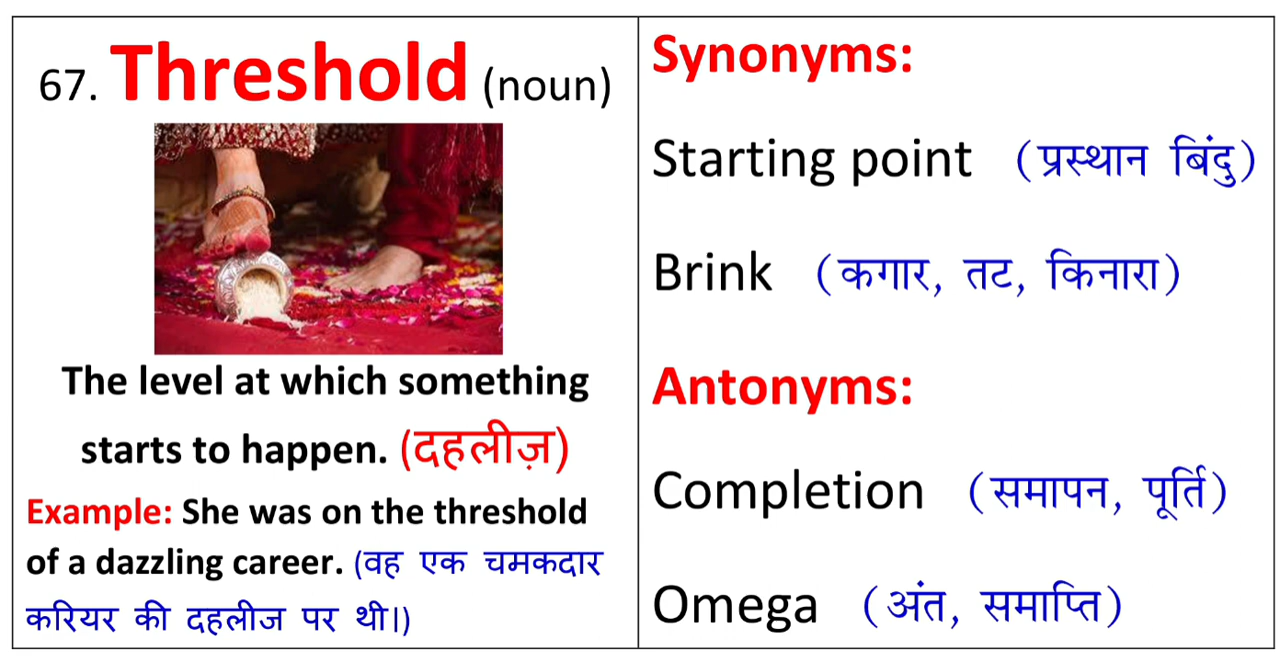 67. Threshold (noun)
The level at which something
starts to happen. (दहलीज़)
Example: She was on the threshold
of a dazzling career. (वह एक चमकदार
करियर की दहलीज पर थी।)
Synonyms:
Starting point (प्रस्थान बिंदु)
Brink (कगार, तट, किनारा)
Antonyms:
Completion (समापन, पूर्ति)
Omega (अंत, समाप्ति)